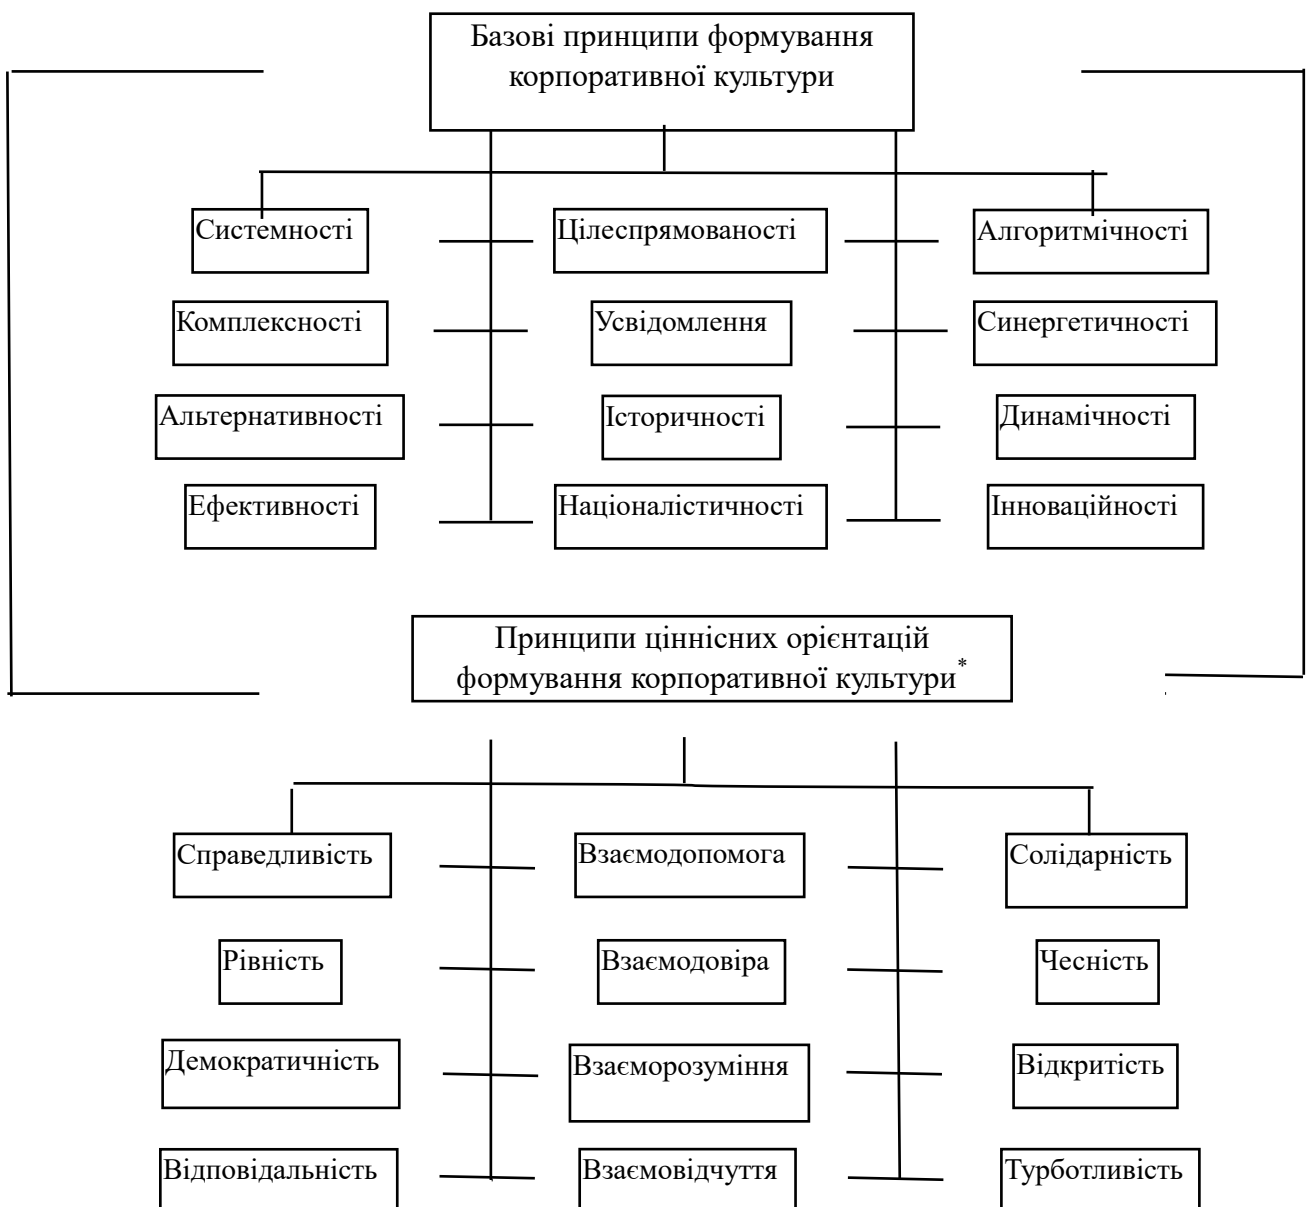 Базові принципи формування
корпоративної культури
Системності
Цілеспрямованості
Алгоритмічності
Комплексності
Усвідомлення
Синергетичності
Альтернативності
Історичності
Динамічності
Ефективності
Націоналістичності
Інноваційності
Принципи ціннісних орієнтацій
формування корпоративної культури*
Справедливість
Взаємодопомога
Солідарність
Рівність
Взаємодовіра
Чесність
Демократичність
Взаєморозуміння
Відкритість
Відповідальність
Взаємовідчуття
Турботливість